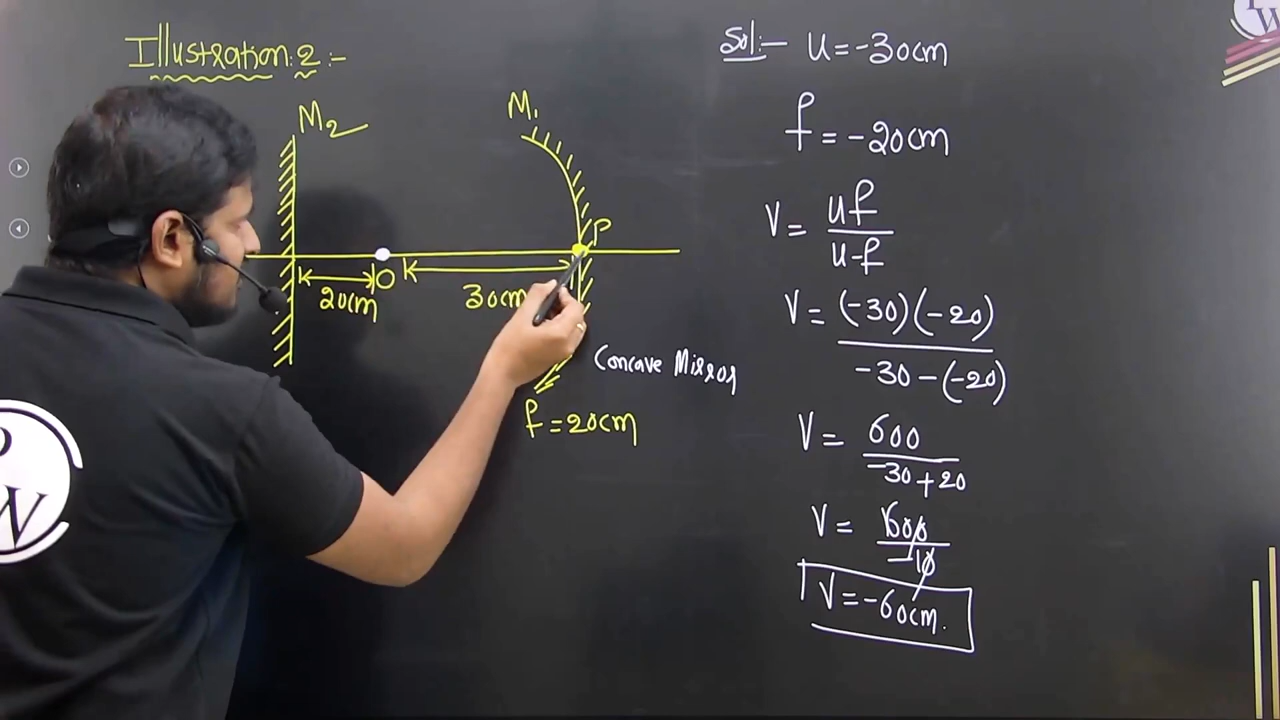 Illustration: 2 :-
M2
M1
P
O
20cm
30cm
Concave Mirror
f = 20cm
Sol:- u = -30cm
f = -20cm
V = uf
u-f
V = (-30)(-20)
-30-(-20)
V = 600
-30+20
V = 600
-10
V = -60cm.
P
W
W